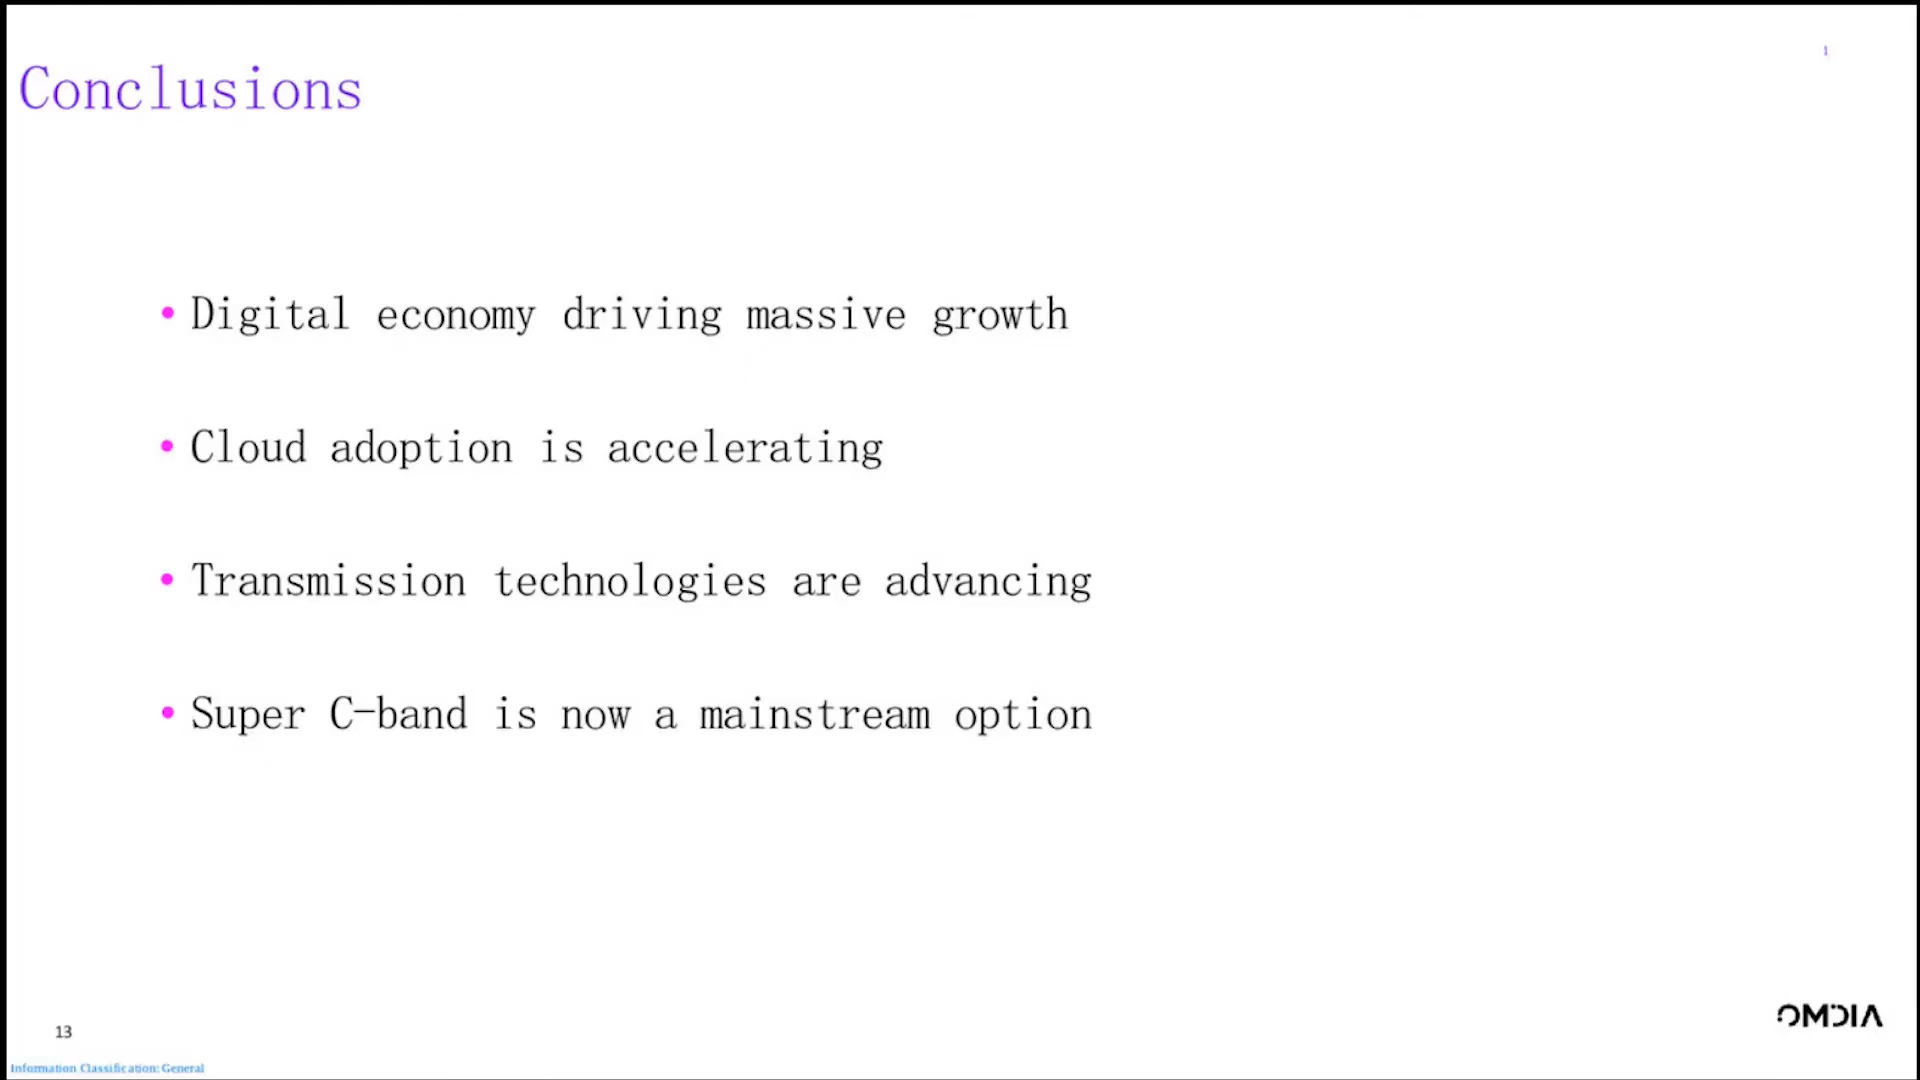 1
Conclusions
• Digital economy driving massive growth
• Cloud adoption is accelerating
• Transmission technologies are advancing
• Super C-band is now a mainstream option
OMDIA
13
Information Classification: General